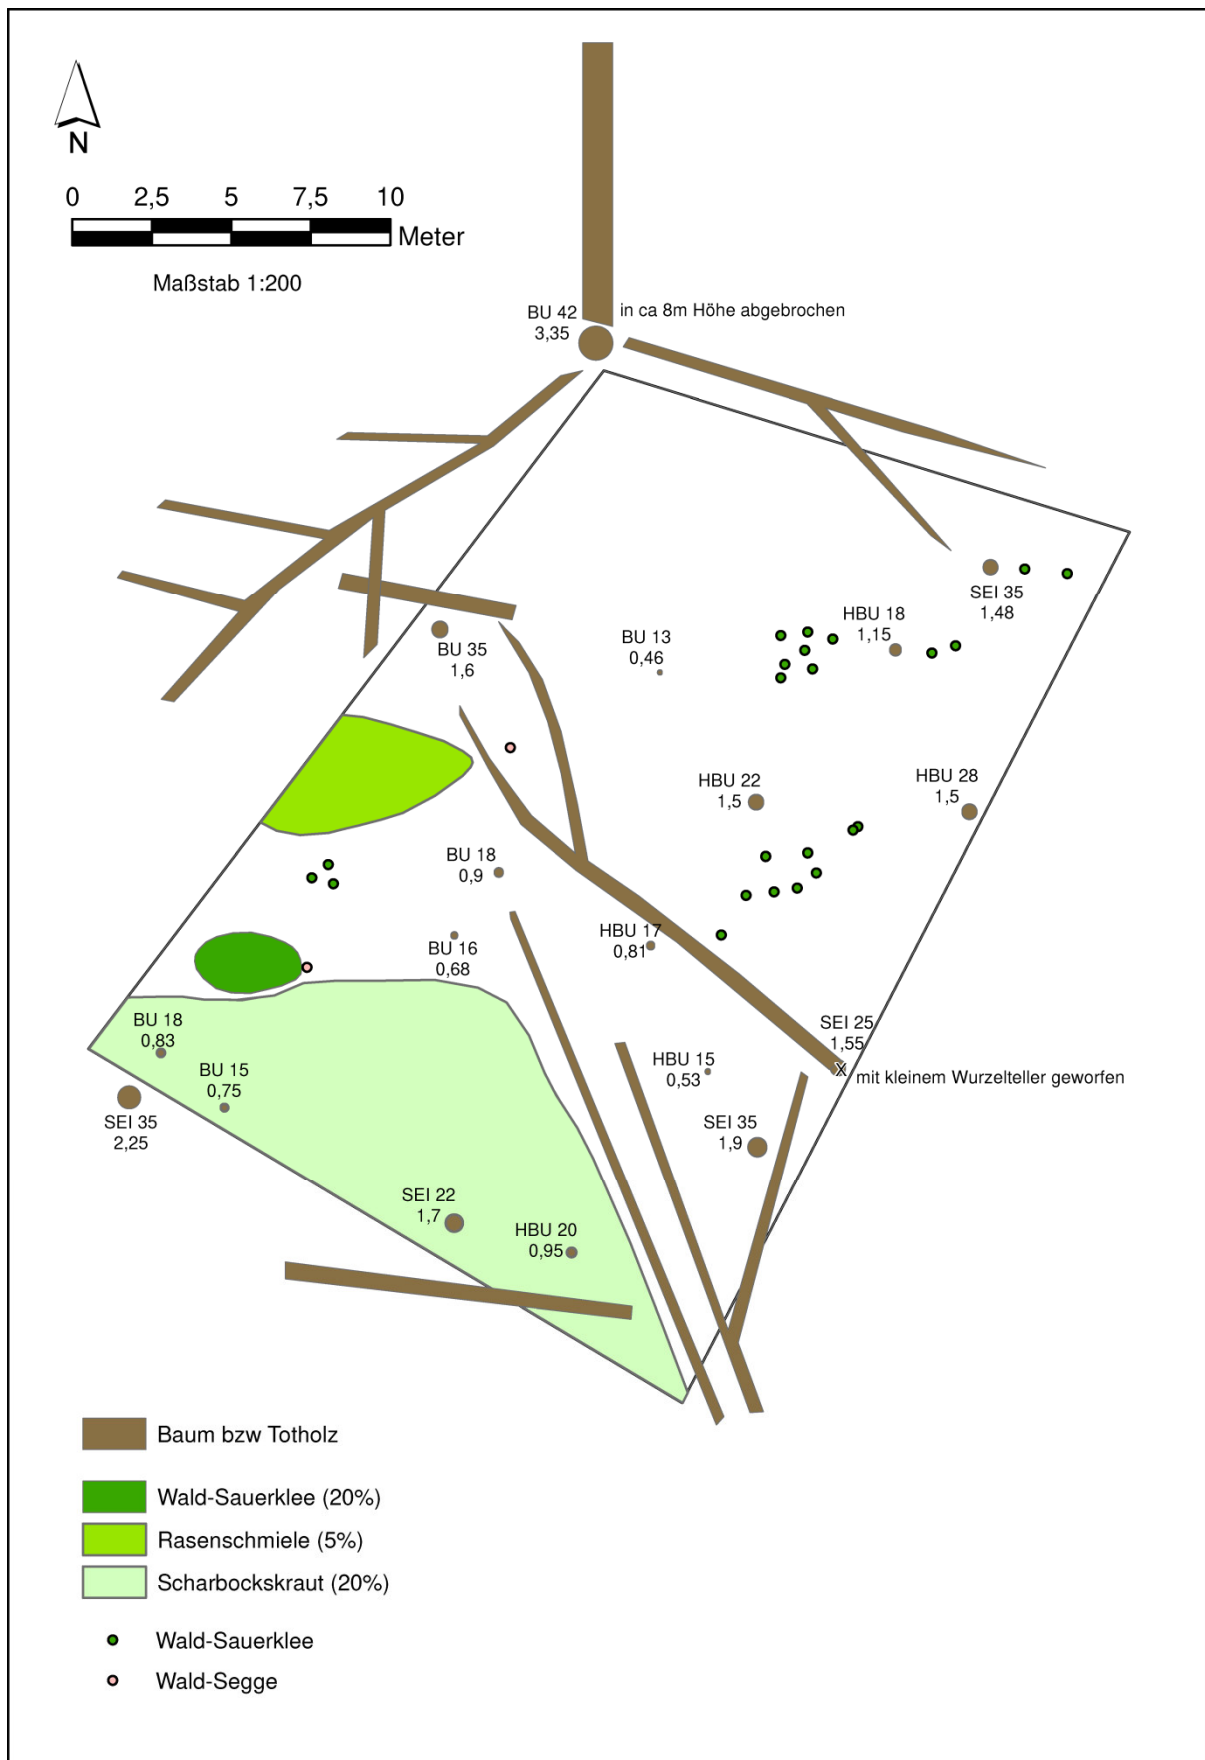 N
0 2,5 5 7,5 10
Meter
Maßstab 1:200
BU 42
3,35
in ca 8m Höhe abgebrochen
SEI 35
1,48
HBU 18
1,15
BU 13
0,46
BU 35
1,6
HBU 22
1,5
HBU 28
1,5
BU 18
0,9
HBU 17
0,81
BU 16
0,68
SEI 25
1,55
X
mit kleinem Wurzelteller geworfen
BU 18
0,83
BU 15
0,75
HBU 15
0,53
SEI 35
2,25
SEI 35
1,9
SEI 22
1,7
HBU 20
0,95
Baum bzw Totholz
Wald-Sauerklee (20%)
Rasenschmiele (5%)
Scharbockskraut (20%)
Wald-Sauerklee
Wald-Segge